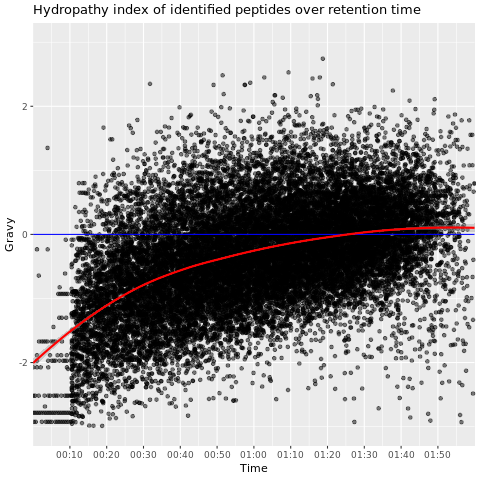 Hydropathy index of identified peptides over retention time
Gravy
2
0
-2
00:10 00:20 00:30 00:40 00:50 01:00 01:10 01:20 01:30 01:40 01:50
Time